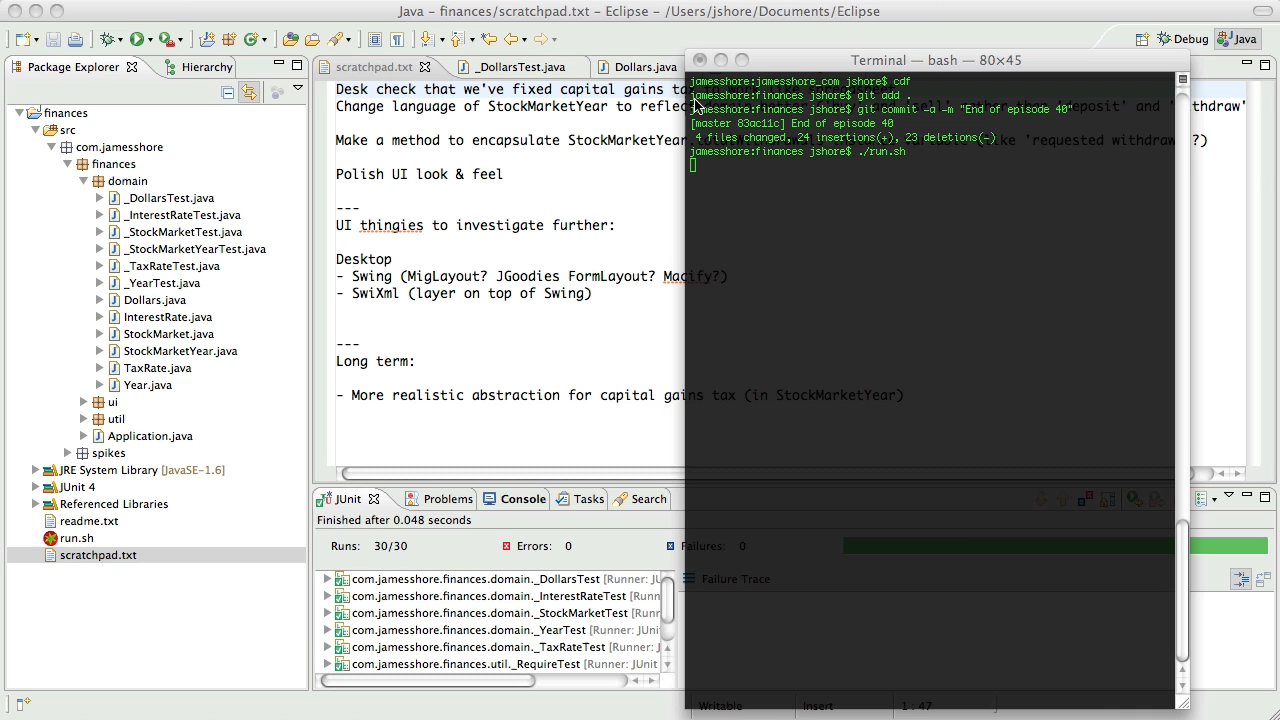 Java – finances/scratchpad.txt – Eclipse – /Users/jshore/Documents/Eclipse
Debug
Java
Package Explorer
Hierarchy
finances
src
com.jamesshore
finances
domain
_DollarsTest.java
_InterestRateTest.java
_StockMarketTest.java
_StockMarketYearTest.java
_TaxRateTest.java
_YearTest.java
Dollars.java
InterestRate.java
StockMarket.java
StockMarketYear.java
TaxRate.java
Year.java
ui
util
Application.java
spikes
JRE System Library [JavaSE-1.6]
JUnit 4
Referenced Libraries
readme.txt
run.sh
scratchpad.txt
scratchpad.txt
_DollarsTest.java
Dollars.java
Desk check that we've fixed capital gains
Change language of StockMarketYear to
Make a method to encapsulate
Polish UI look & feel
---
UI thingies to investigate further:
Desktop
- Swing (MigLayout? JGoodies FormLayout? Macify?)
- SwiXml (layer on top of Swing)
---
Long term:
- More realistic abstraction for capital gains tax (in StockMarketYear)
Terminal — bash — 80×45
jamesshore:jamesshore_com jshore$ cdf
jamesshore:finances jshore$ git add .
jamesshore:finances jshore$ git commit -a -m "End of episode 40"
[master 83ac11c] End of episode 40
4 files changed, 24 insertions(+), 23 deletions(-)
jamesshore:finances jshore$ ./run.sh
JUnit
Problems
Console
Tasks
Search
Finished after 0.048 seconds
Runs: 30/30
Errors: 0
Failures: 0
com.jamesshore.finances.domain._DollarsTest [Runner: JU
com.jamesshore.finances.domain._InterestRateTest
com.jamesshore.finances.domain._StockMarketTest
com.jamesshore.finances.domain._YearTest [Runner: JUnit
com.jamesshore.finances.domain._TaxRateTest [Runner: JU
com.jamesshore.finances.util._RequireTest [Runner: JUnit
Failure Trace
Writable
Insert
1 : 47